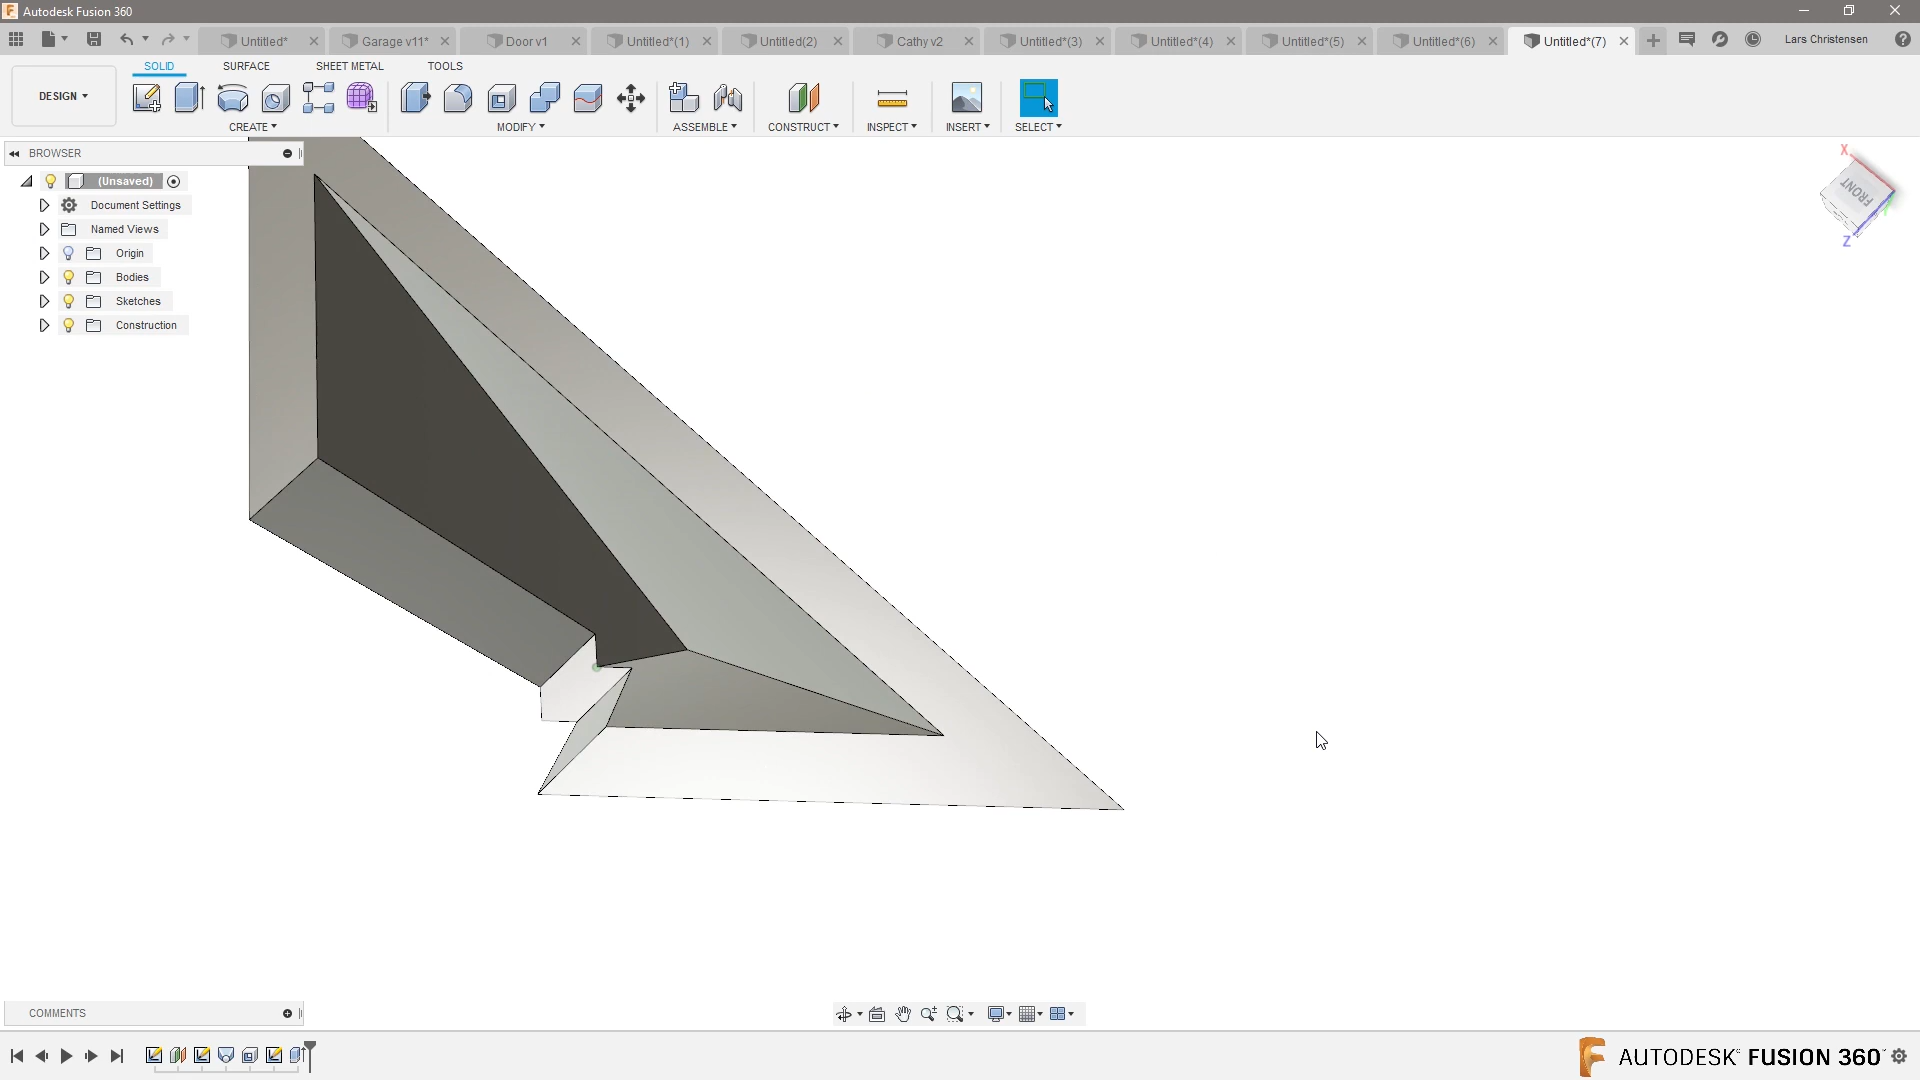 Autodesk Fusion 360
Untitled*
Garage v11*
Door v1
Untitled*(1)
Untitled(2)
Cathy v2
Untitled*(3)
Untitled*(4)
Untitled*(5)
Untitled*(6)
Untitled*(7)
Lars Christensen
SOLID
SURFACE
SHEET METAL
TOOLS
DESIGN
CREATE
MODIFY
ASSEMBLE
CONSTRUCT
INSPECT
INSERT
SELECT
BROWSER
(Unsaved)
Document Settings
Named Views
Origin
Bodies
Sketches
Construction
X
FRONT
Z
COMMENTS
AUTODESK FUSION 360